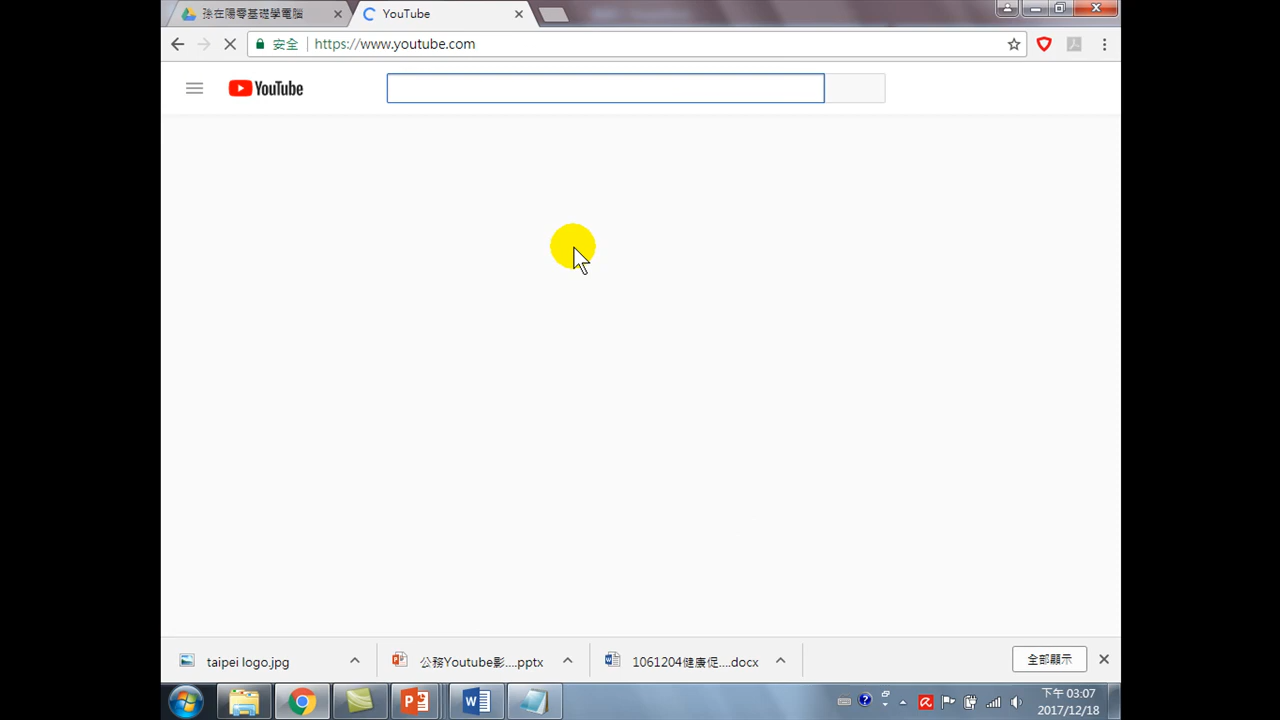 孫在陽零基礎學電腦
YouTube
安全
https://www.youtube.com
YouTube
taipei logo.jpg
公務Youtube影....pptx
1061204健康促....docx
全部顯示
下午 03:07
2017/12/18